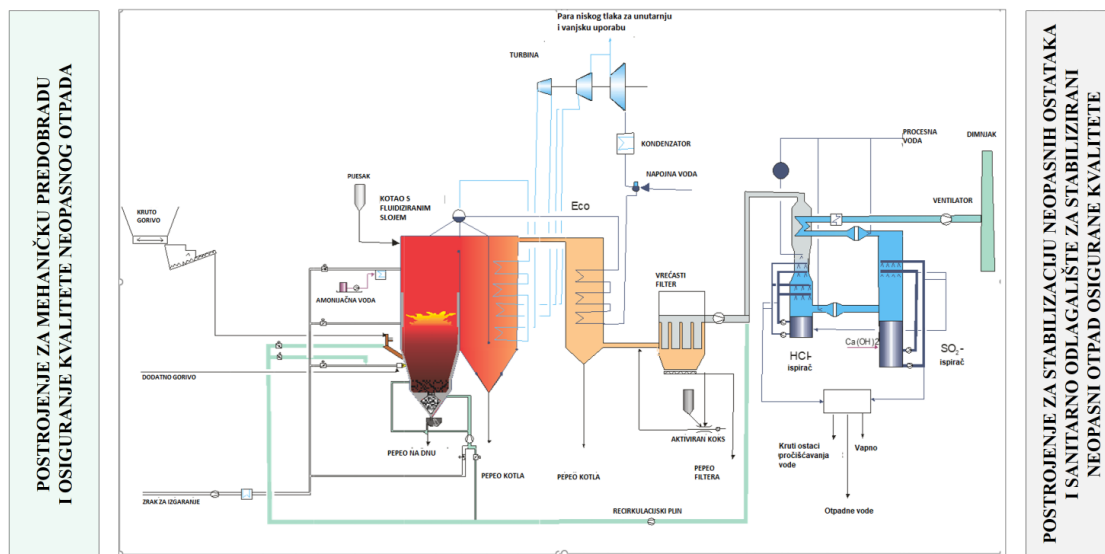 POSTROJENJE ZA MEHANIČKU PREDOBRADU
I OSIGURANJE KVALITETE NEOPASNOG OTPADA
Para niskog tlaka za unutarnju
i vanjsku uporabu
TURBINA
KONDENZATOR
NAPOJNA VODA
PROCESNA
VODA
DIMNJAK
PIJESAK
KOTAO S
FLUIDIZIRANIM
SLOJEM
Eco
VENTILATOR
KRUTO
GORIVO
VREĆASTI
FILTER
AMONIJAČNA VODA
Ca(OH)2
HCl-
ispirač
SO2-
ispirač
DODATNO GORIVO
AKTIVIRAN KOKS
PEPEO NA DNU
PEPEO KOTLA
PEPEO KOTLA
PEPEO
FILTERA
Kruti ostaci
pročišćavanja
vode
Vapno
ZRAK ZA IZGARANJE
RECIRKULACIJSKI PLIN
Otpadne vode
POSTROJENJE ZA STABILIZACIJU NEOPASNIH OSTATAKA
I SANITARNO ODLAGALIŠTE ZA STABILIZIRANI
NEOPASNI OTPAD OSIGURANE KVALITETE